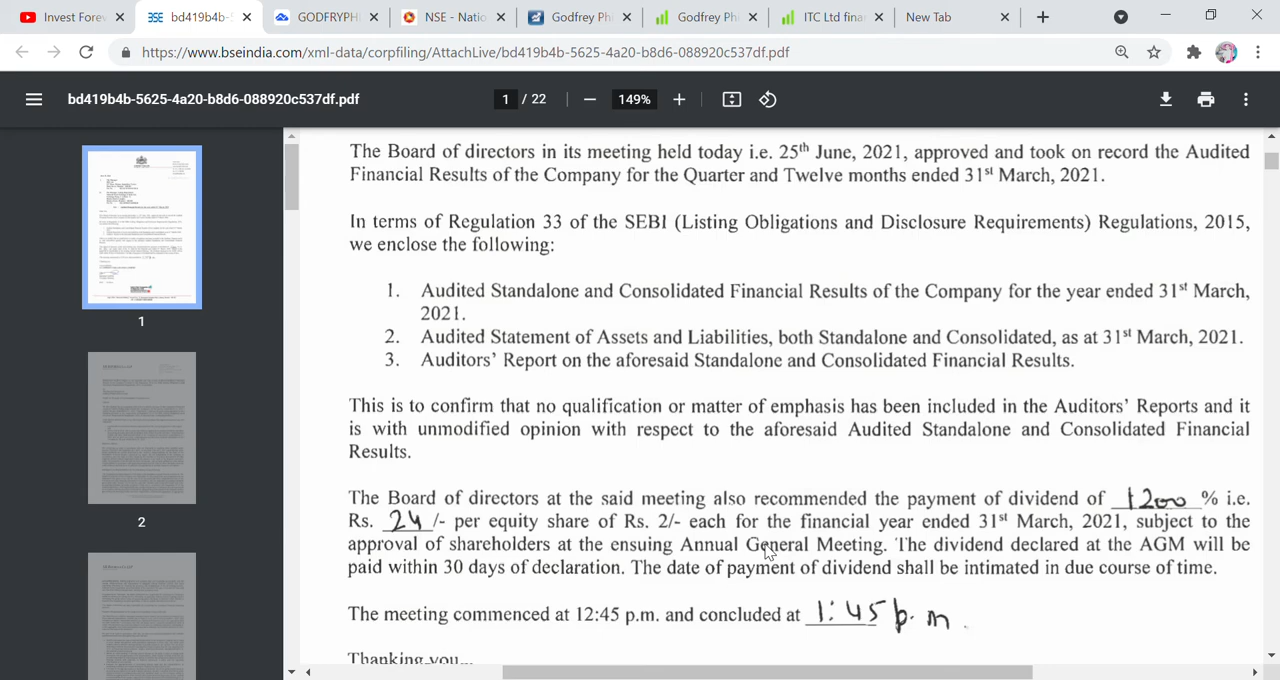 Invest Forev
bd419b4b-5
GODFRYPHI
NSE - Natio
Godfrey Phi
Godfrey Phi
ITC Ltd finan
New Tab
https://www.bseindia.com/xml-data/corpfiling/AttachLive/bd419b4b-5625-4a20-b8d6-088920c537df.pdf
bd419b4b-5625-4a20-b8d6-088920c537df.pdf
1 / 22
149%
1
2
The Board of directors in its meeting held today i.e. 25th June, 2021, approved and took on record the Audited
Financial Results of the Company for the Quarter and Twelve months ended 31st March, 2021.
In terms of Regulation 33 of the SEBI (Listing Obligations and Disclosure Requirements) Regulations, 2015,
we enclose the following:
1. Audited Standalone and Consolidated Financial Results of the Company for the year ended 31st March,
2021.
2. Audited Statement of Assets and Liabilities, both Standalone and Consolidated, as at 31st March, 2021.
3. Auditors' Report on the aforesaid Standalone and Consolidated Financial Results.
This is to confirm that no qualification or matter of emphasis has been included in the Auditors' Reports and it
is with unmodified opinion with respect to the aforesaid Audited Standalone and Consolidated Financial
Results.
The Board of directors at the said meeting also recommended the payment of dividend of 1200 % i.e.
Rs. 24/- per equity share of Rs. 2/- each for the financial year ended 31st March, 2021, subject to the
approval of shareholders at the ensuing Annual General Meeting. The dividend declared at the AGM will be
paid within 30 days of declaration. The date of payment of dividend shall be intimated in due course of time.
The meeting commenced 12:45 p.m. and concluded at 1.45 p.m.
Thanking you